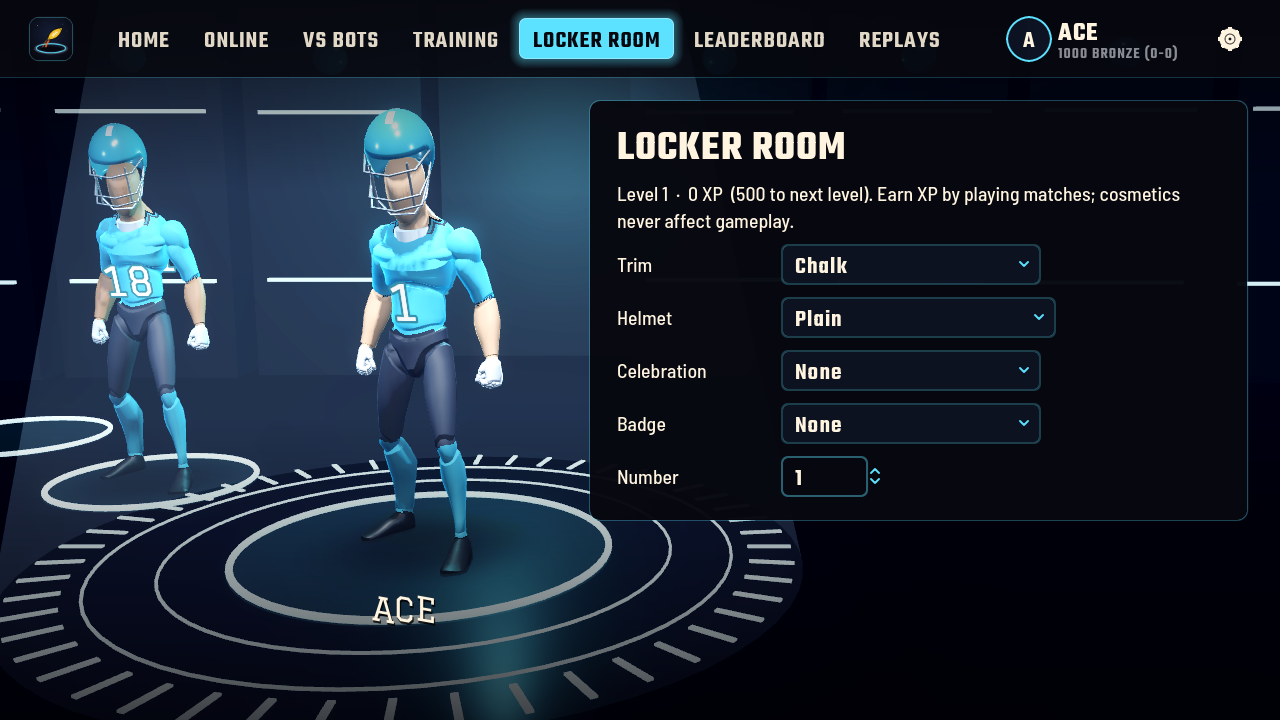 HOME ONLINE VS BOTS TRAINING LOCKER ROOM LEADERBOARD REPLAYS A ACE
1000 BRONZE (0-0)
LOCKER ROOM
Level 1 · 0 XP (500 to next level). Earn XP by playing matches; cosmetics
never affect gameplay.
Trim Chalk
Helmet Plain
Celebration None
Badge None
Number 1
18
1
ACE